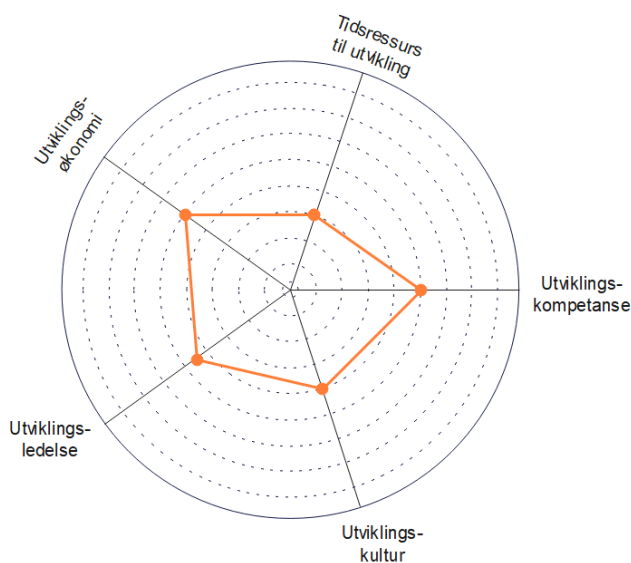 Tidsressurs
til utvikling
Utviklings-
økonomi
Utviklings-
kompetanse
Utviklings-
ledelse
Utviklings-
kultur